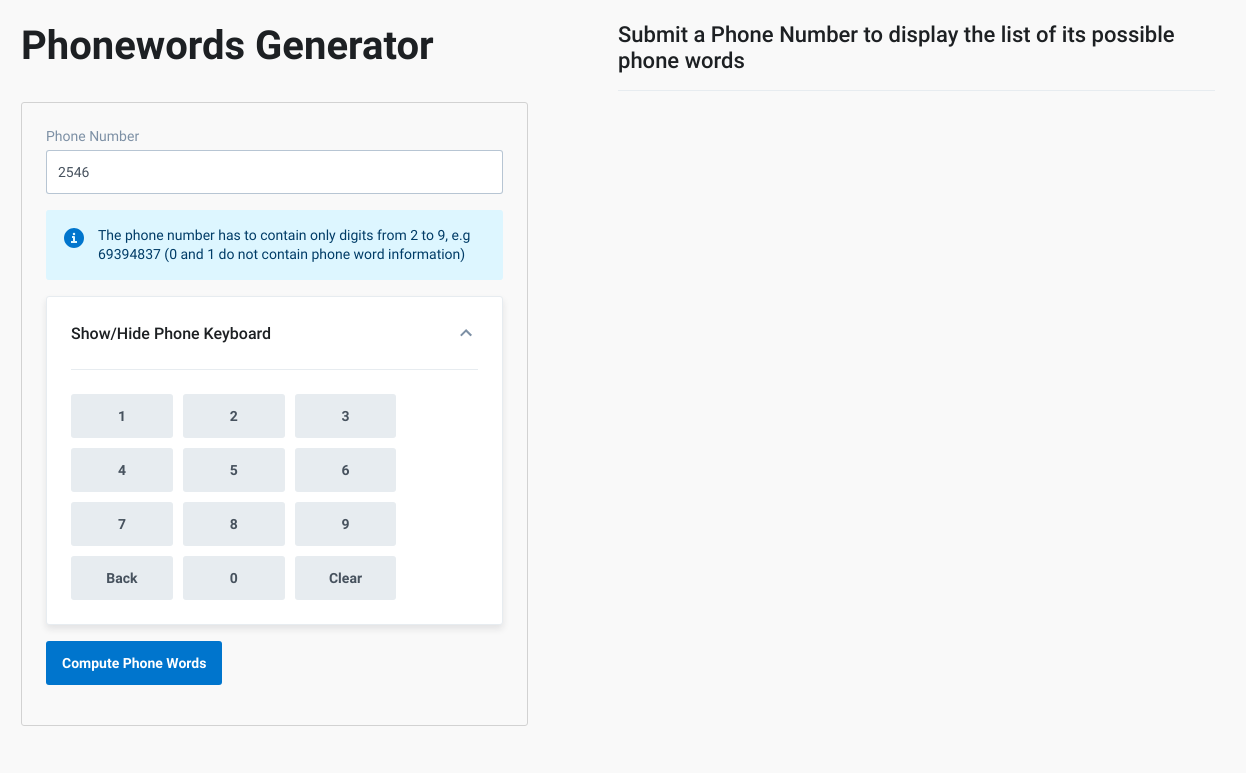 Phonewords Generator
Phone Number
2546
The phone number has to contain only digits from 2 to 9, e.g
69394837 (0 and 1 do not contain phone word information)
Show/Hide Phone Keyboard
1 2 3
4 5 6
7 8 9
Back 0 Clear
Compute Phone Words
Submit a Phone Number to display the list of its possible
phone words